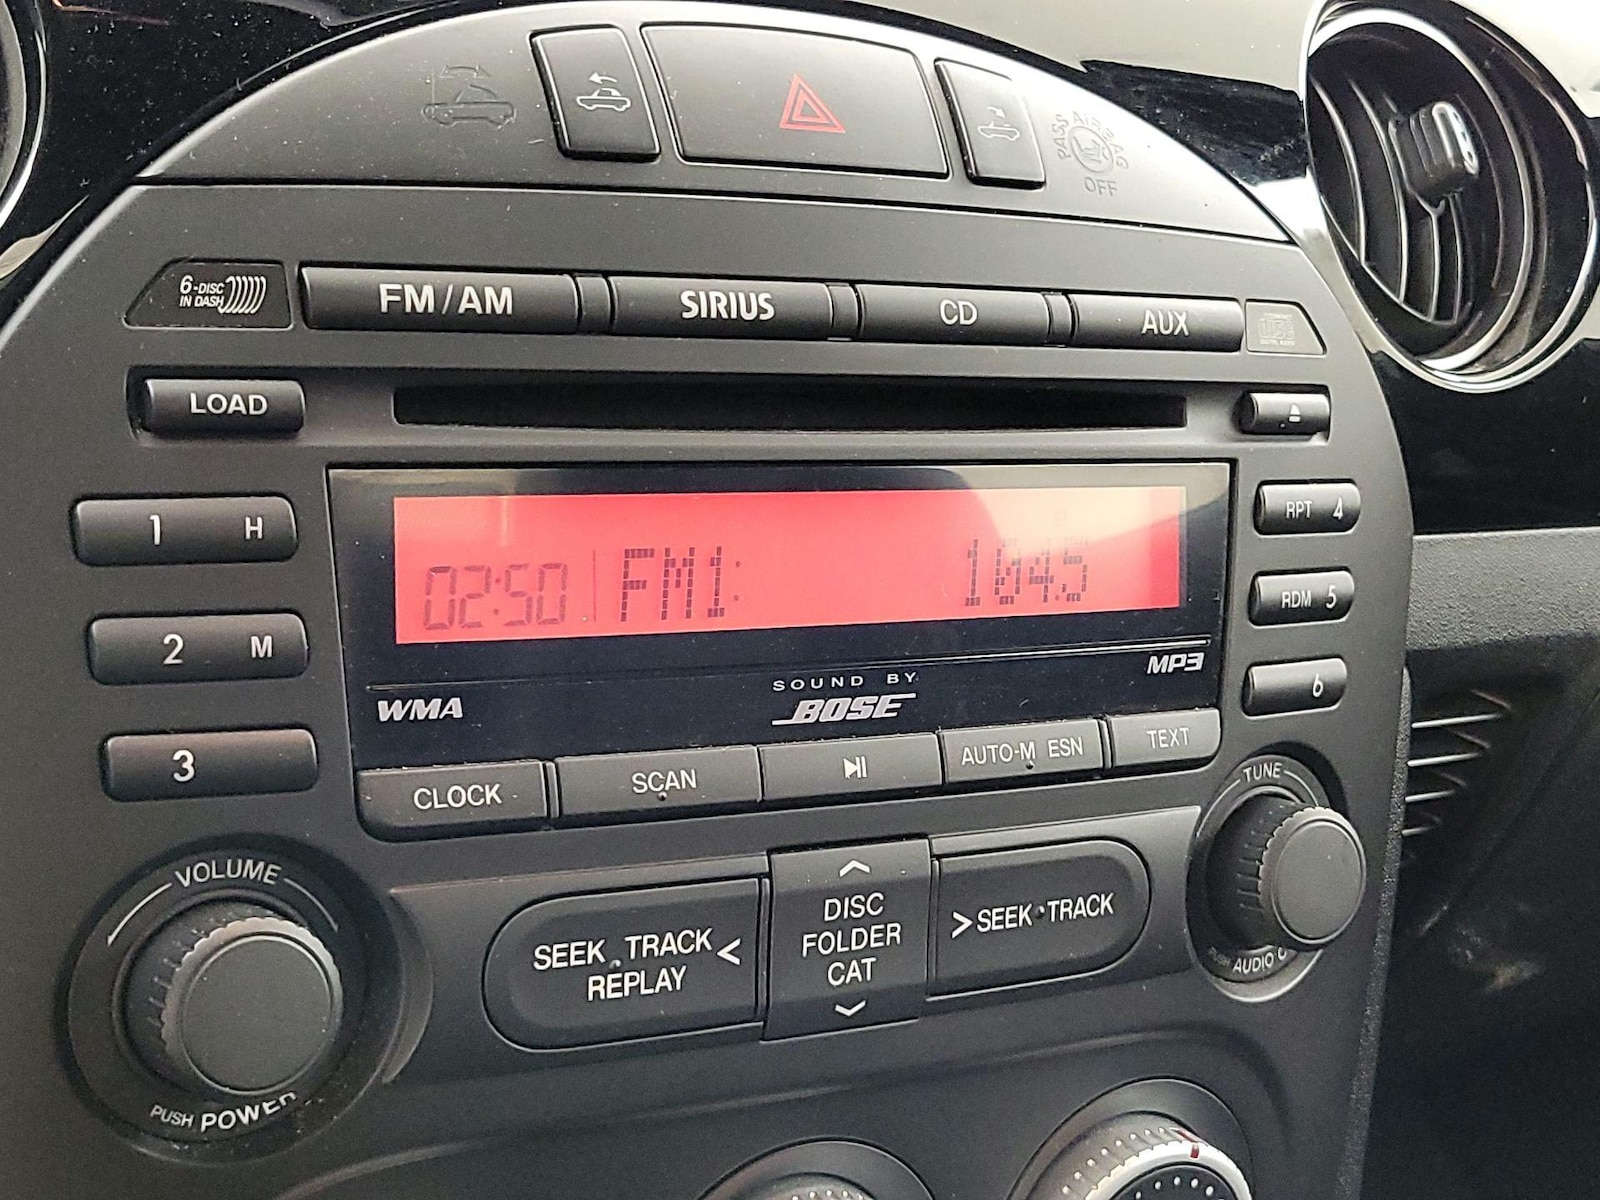 PASS AIR BAG
OFF
6-DISC
IN DASH
FM/AM
SIRIUS
CD
AUX
LOAD
1 H
2 M
3
02:50 FM1: 104.5
RPT 4
RDM 5
6
WMA
SOUND BY
BOSE
MP3
CLOCK
SCAN
AUTO-M ESN
TEXT
VOLUME
PUSH POWER
SEEK TRACK <
REPLAY
DISC
FOLDER
CAT
> SEEK TRACK
TUNE
PUSH AUDIO